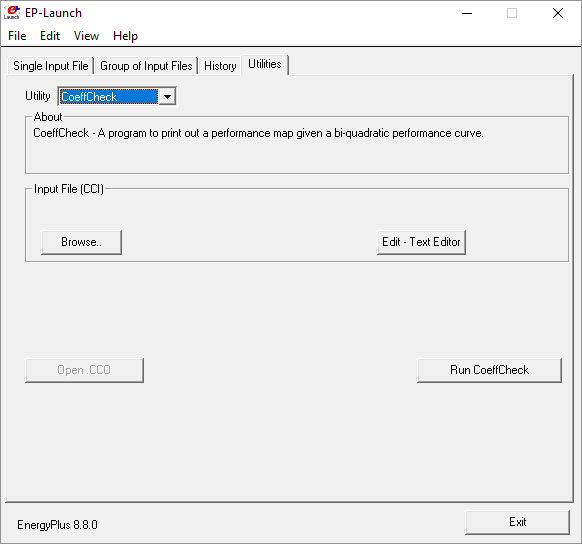 EP-Launch
File Edit View Help
Single Input File Group of Input Files History Utilities
Utility CoeffCheck
About
CoeffCheck - A program to print out a performance map given a bi-quadratic performance curve.
Input File (CCI)
Browse.. Edit - Text Editor
Open .CCO Run CoeffCheck
EnergyPlus 8.8.0 Exit